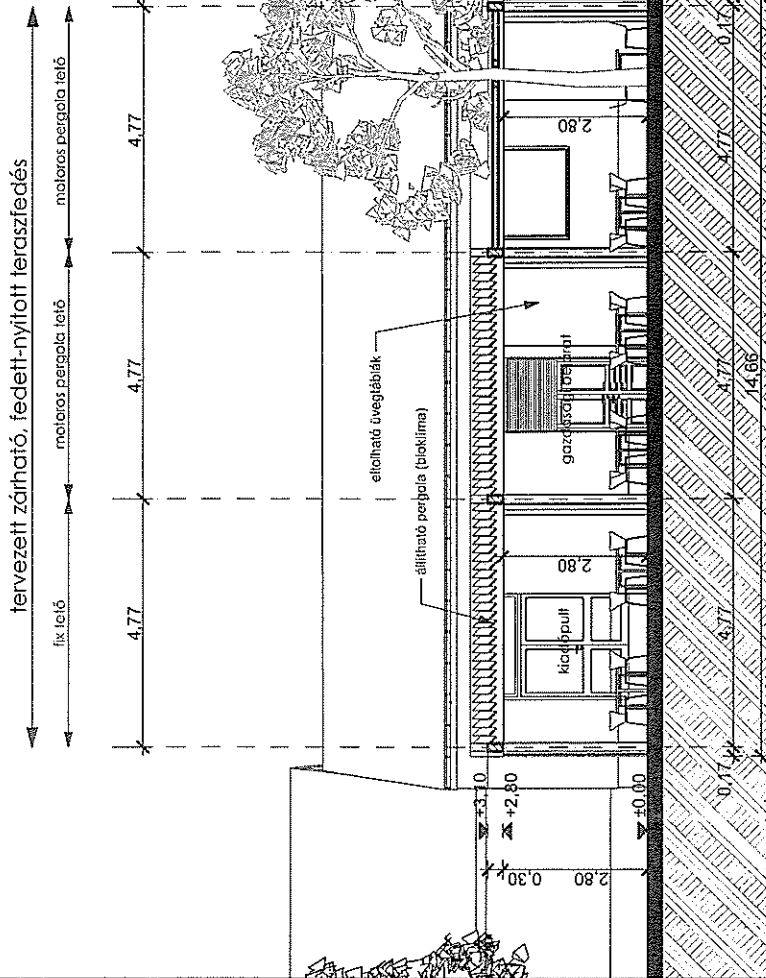 tervezett zárható, fedett-nyitott teraszfedés
fix tető
motoros pergola tető
motoros pergola tető
4,77
4,77
4,77
eltolható üvegtáblák
állítható pergola (bioklíma)
+3,10
+2,80
±0,00
0,30
2,80
2,80
2,80
kiadópult
gazdasági bejárat
0,17
4,77
4,77
4,77
0,17
14,66